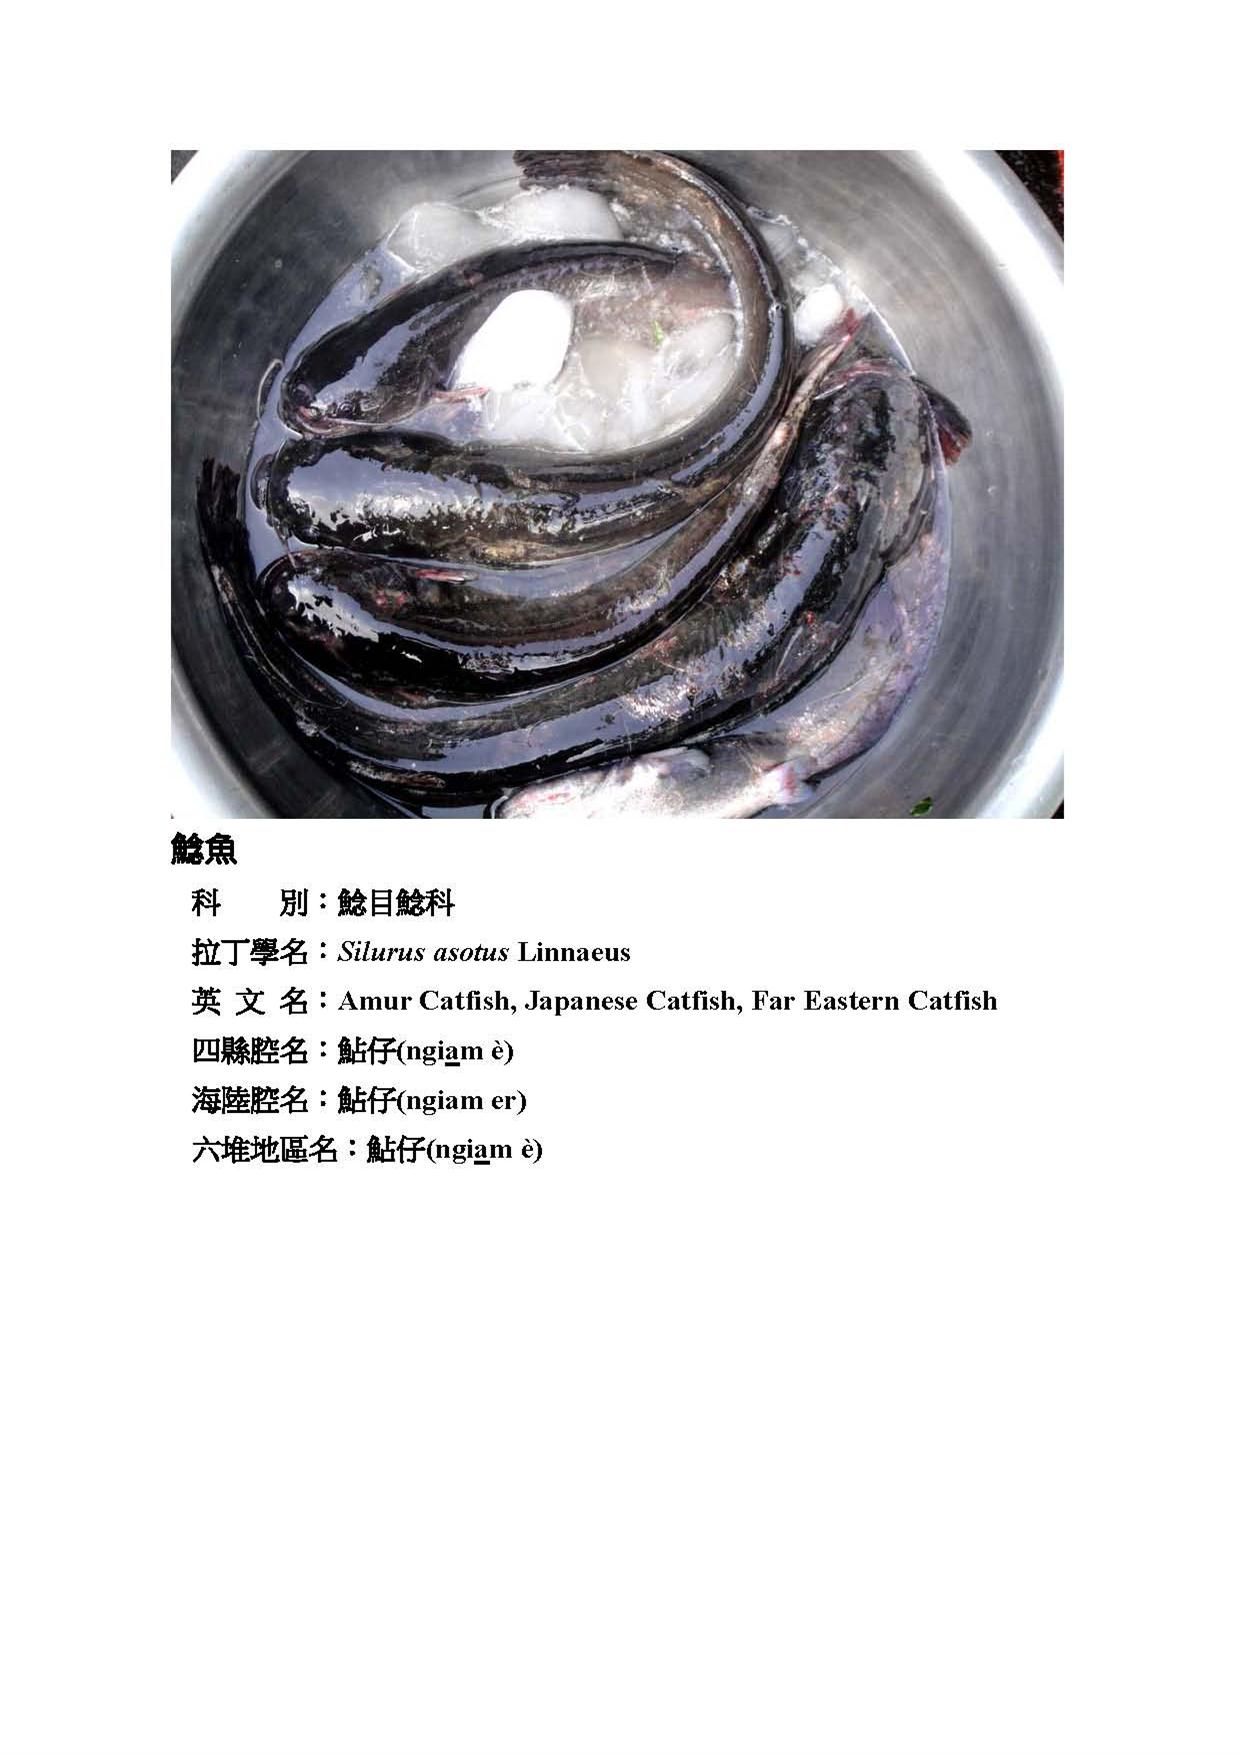 鯰魚
科　　別：鯰目鯰科
拉丁學名：Silurus asotus Linnaeus
英 文 名：Amur Catfish, Japanese Catfish, Far Eastern Catfish
四縣腔名：鮎仔(ngiam è)
海陸腔名：鮎仔(ngiam er)
六堆地區名：鮎仔(ngiam è)